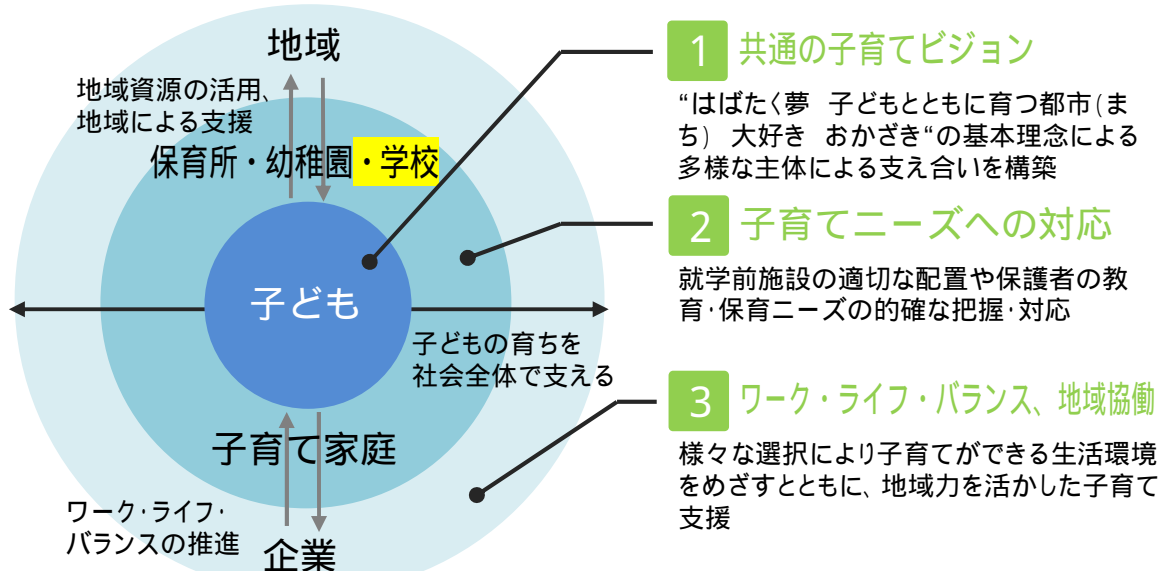 地域
地域資源の活用、
地域による支援
保育所・幼稚園・学校
子ども
子どもの育ちを
社会全体で支える
子育て家庭
ワーク・ライフ・
バランスの推進
企業
1 共通の子育てビジョン
“はばたく夢 子どもとともに育つ都市(ま
ち) 大好き おかざき“の基本理念による
多様な主体による支え合いを構築
2 子育てニーズへの対応
就学前施設の適切な配置や保護者の教
育・保育ニーズの的確な把握・対応
3 ワーク・ライフ・バランス、地域協働
様々な選択により子育てができる生活環境
をめざすとともに、地域力を活かした子育て
支援